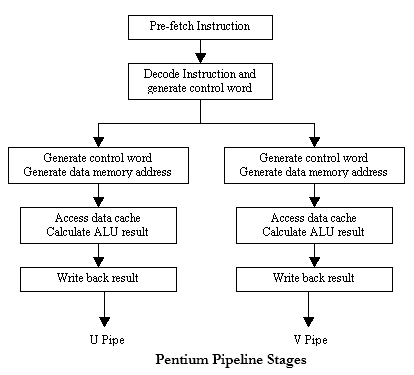 Pre-fetch Instruction
Decode Instruction and
generate control word
Generate control word
Generate data memory address
Generate control word
Generate data memory address
Access data cache
Calculate ALU result
Access data cache
Calculate ALU result
Write back result
Write back result
U Pipe
V Pipe
Pentium Pipeline Stages